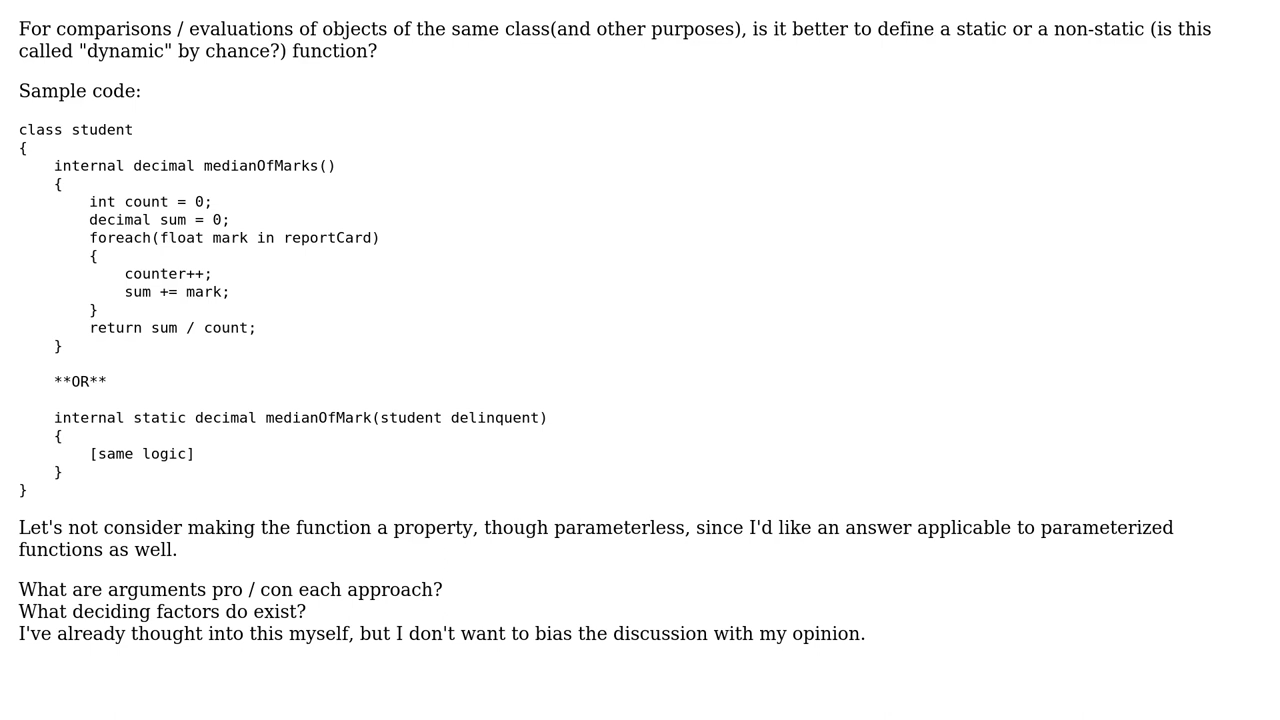 For comparisons / evaluations of objects of the same class(and other purposes), is it better to define a static or a non-static (is this
called "dynamic" by chance?) function?
Sample code:
class student
{
    internal decimal medianOfMarks()
    {
        int count = 0;
        decimal sum = 0;
        foreach(float mark in reportCard)
        {
            counter++;
            sum += mark;
        }
        return sum / count;
    }
    **OR**
    internal static decimal medianOfMark(student delinquent)
    {
        [same logic]
    }
}
Let's not consider making the function a property, though parameterless, since I'd like an answer applicable to parameterized
functions as well.
What are arguments pro / con each approach?
What deciding factors do exist?
I've already thought into this myself, but I don't want to bias the discussion with my opinion.